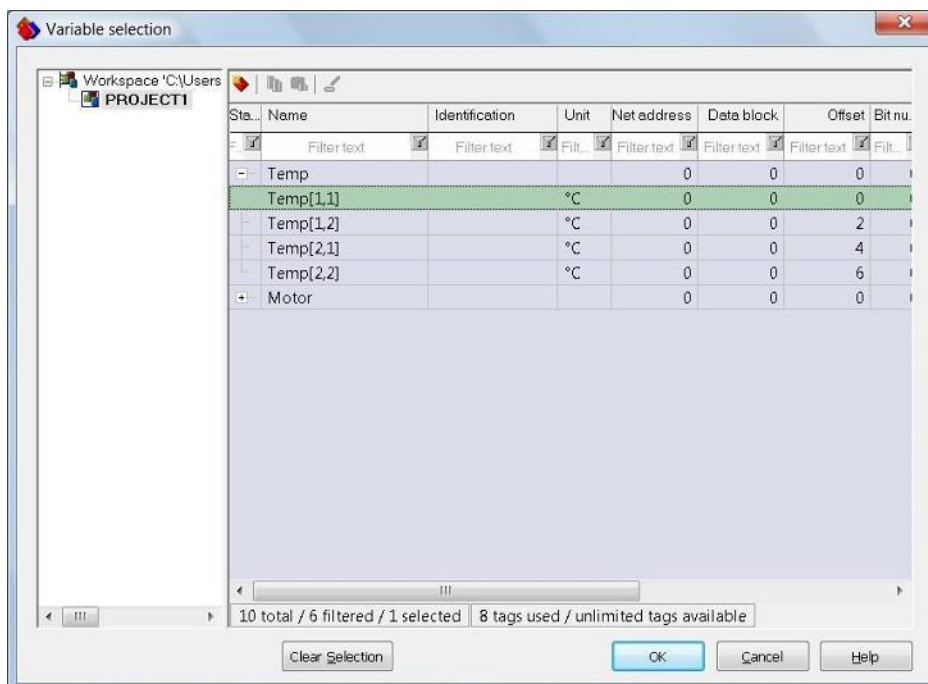 Variable selection
Workspace 'C:\Users
PROJECT1
Sta... Name Identification Unit Net address Data block Offset Bit nu.
F... Filter text Filter text Filt... Filter text Filter text Filter text Filt...
Temp 0 0 0
Temp[1,1] °C 0 0 0
Temp[1,2] °C 0 0 2
Temp[2,1] °C 0 0 4
Temp[2,2] °C 0 0 6
Motor 0 0 0
10 total / 6 filtered / 1 selected 8 tags used / unlimited tags available
Clear Selection OK Cancel Help